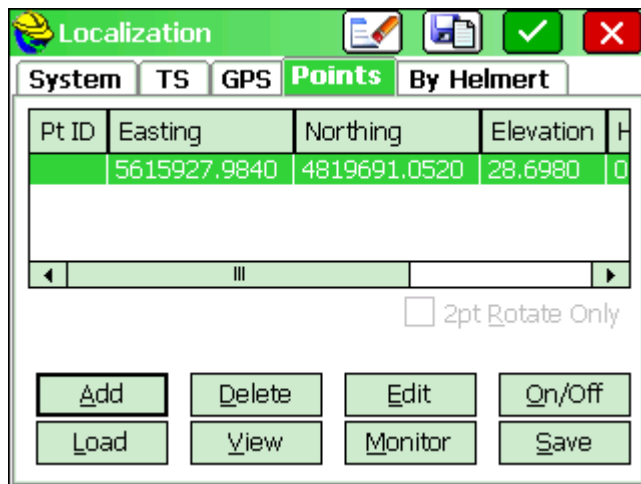 Localization
System TS GPS Points By Helmert
Pt ID Easting Northing Elevation H
5615927.9840 4819691.0520 28.6980 0
2pt Rotate Only
Add Delete Edit On/Off
Load View Monitor Save